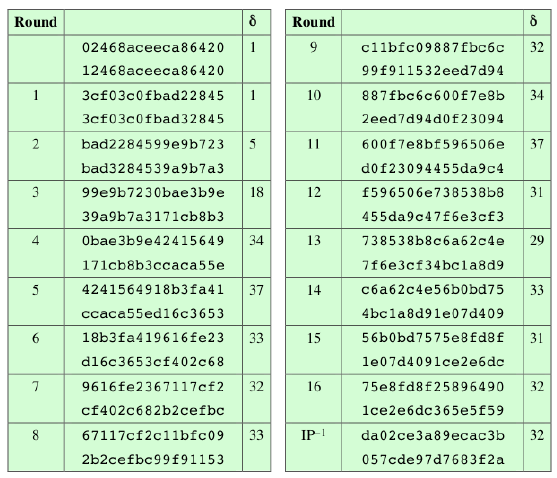 Round δ
02468aceeca86420 1
12468aceeca86420
1 3cf03c0fbad22845 1
3cf03c0fbad32845
2 bad2284599e9b723 5
bad3284539a9b7a3
3 99e9b7230bae3b9e 18
39a9b7a3171cb8b3
4 0bae3b9e42415649 34
171cb8b3ccaca55e
5 4241564918b3fa41 37
ccaca55ed16c3653
6 18b3fa419616fe23 33
d16c3653cf402c68
7 9616fe2367117cf2 32
cf402c682b2cefbc
8 67117cf2c11bfc09 33
2b2cefbc99f91153
Round δ
9 c11bfc09887fbc6c 32
99f911532eed7d94
10 887fbc6c600f7e8b 34
2eed7d94d0f23094
11 600f7e8bf596506e 37
d0f23094455da9c4
12 f596506e738538b8 31
455da9c47f6e3cf3
13 738538b8c6a62c4e 29
7f6e3cf34bc1a8d9
14 c6a62c4e56b0bd75 33
4bc1a8d91e07d409
15 56b0bd7575e8fd8f 31
1e07d4091ce2e6dc
16 75e8fd8f25896490 32
1ce2e6dc365e5f59
IP⁻¹ da02ce3a89ecac3b 32
057cde97d7683f2a